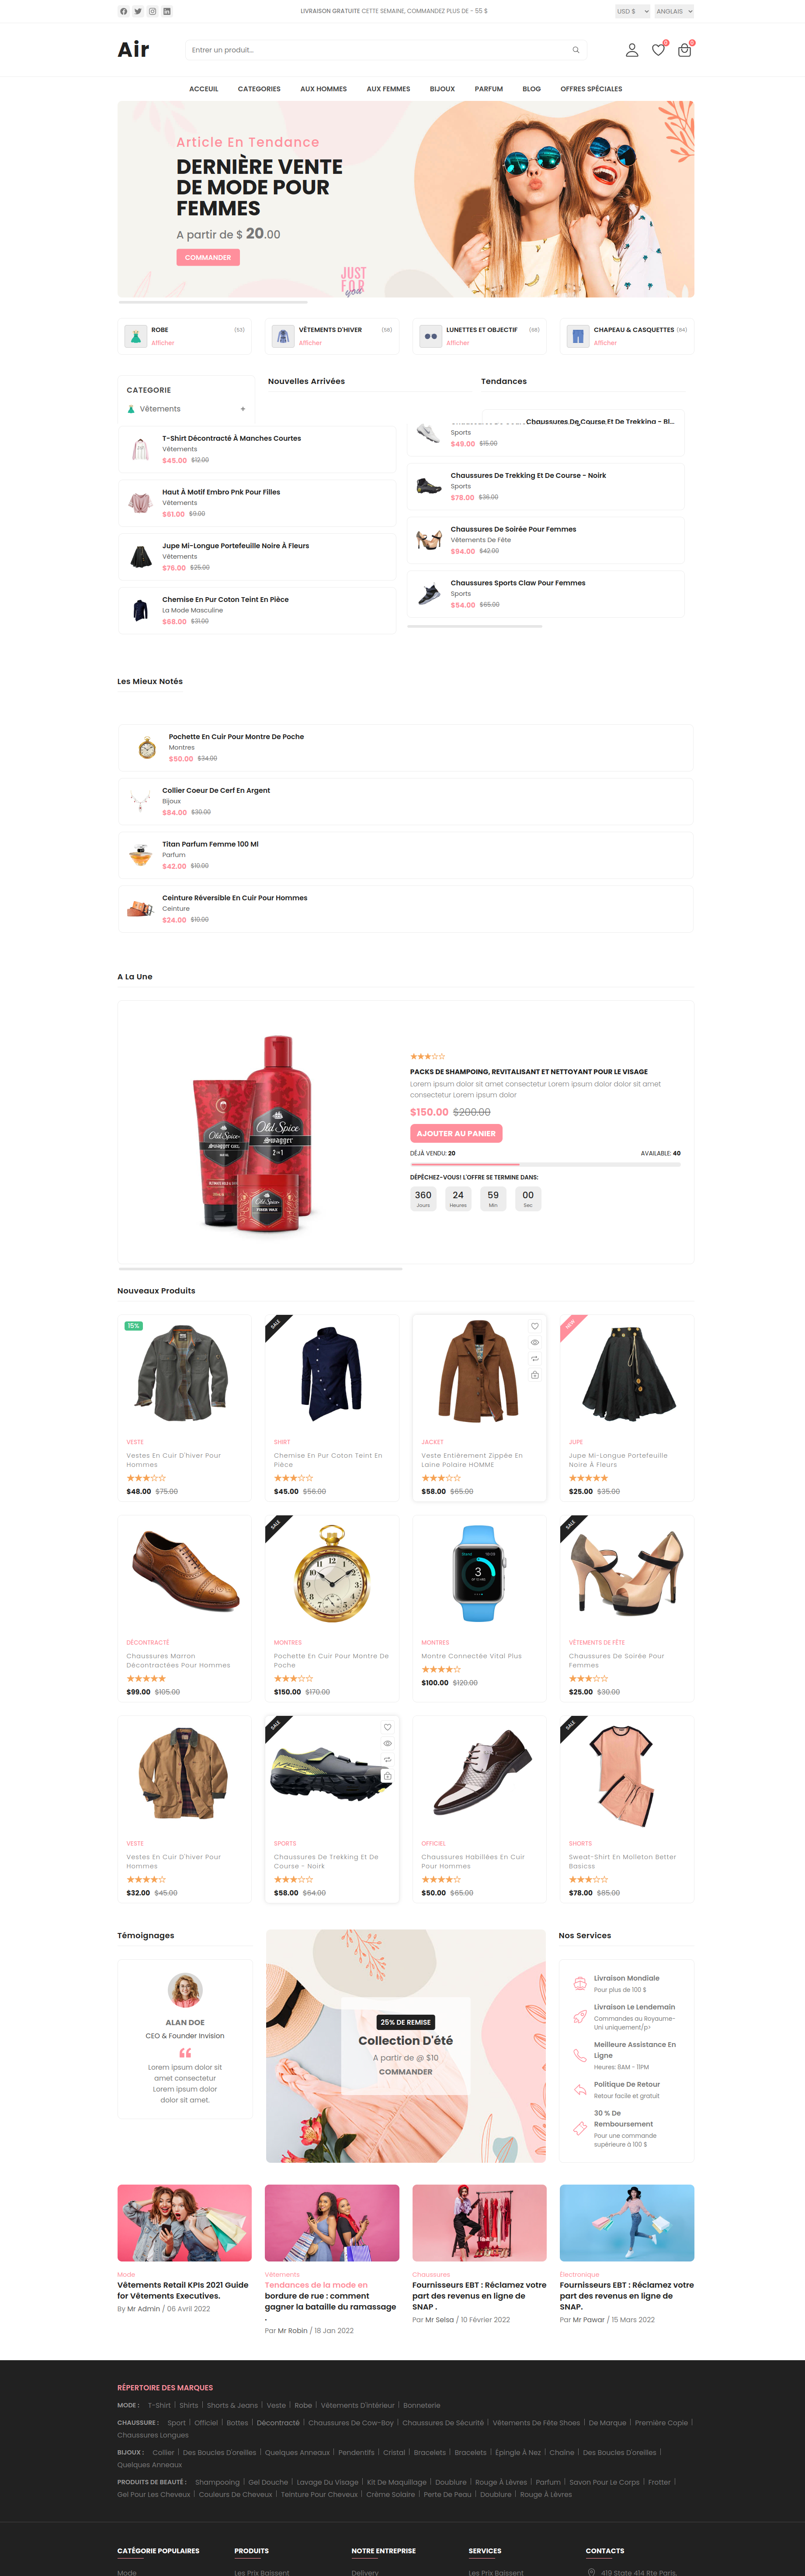 LIVRAISON GRATUITE CETTE SEMAINE, COMMANDEZ PLUS DE - 55 $
USD $
ANGLAIS
Air
Entrer un produit...
0
0
ACCEUIL
CATEGORIES
AUX HOMMES
AUX FEMMES
BIJOUX
PARFUM
BLOG
OFFRES SPÉCIALES
Article En Tendance
DERNIÈRE VENTE
DE MODE POUR
FEMMES
A partir de $ 20.00
COMMANDER
JUST
FOR
you
ROBE
(53)
Afficher
VÊTEMENTS D'HIVER
(58)
Afficher
LUNETTES ET OBJECTIF
(68)
Afficher
CHAPEAU & CASQUETTES
(84)
Afficher
CATEGORIE
Vêtements
+
Nouvelles Arrivées
Tendances
T-Shirt Décontracté À Manches Courtes
Vêtements
$45.00 $12.00
Haut À Motif Embro Pnk Pour Filles
Vêtements
$61.00 $9.00
Jupe Mi-Longue Portefeuille Noire À Fleurs
Vêtements
$76.00 $25.00
Chemise En Pur Coton Teint En Pièce
La Mode Masculine
$68.00 $31.00
Chaussures De Course Et De Trekking - Bl...
Sports
$49.00 $15.00
Chaussures De Trekking Et De Course - Noirk
Sports
$78.00 $36.00
Chaussures De Soirée Pour Femmes
Vêtements De Fête
$94.00 $42.00
Chaussures Sports Claw Pour Femmes
Sports
$54.00 $65.00
Les Mieux Notés
Pochette En Cuir Pour Montre De Poche
Montres
$50.00 $34.00
Collier Coeur De Cerf En Argent
Bijoux
$84.00 $30.00
Titan Parfum Femme 100 Ml
Parfum
$42.00 $10.00
Ceinture Réversible En Cuir Pour Hommes
Ceinture
$24.00 $10.00
A La Une
Old Spice
Swagger
2 in 1
Old Spice
SWAGGER GEL
Old Spice
FIBER WAX
PACKS DE SHAMPOING, REVITALISANT ET NETTOYANT POUR LE VISAGE
Lorem ipsum dolor sit amet consectetur Lorem ipsum dolor dolor sit amet
consectetur Lorem ipsum dolor
$150.00 $200.00
AJOUTER AU PANIER
DÉJÀ VENDU: 20
AVAILABLE: 40
DÉPÊCHEZ-VOUS! L'OFFRE SE TERMINE DANS:
360
24
59
00
Jours
Heures
Min
Sec
Nouveaux Produits
15%
VESTE
Vestes En Cuir D'hiver Pour
Hommes
$48.00 $75.00
SALE
SHIRT
Chemise En Pur Coton Teint En
Pièce
$45.00 $56.00
JACKET
Veste Entièrement Zippée En
Laine Polaire HOMME
$58.00 $65.00
NEW
JUPE
Jupe Mi-Longue Portefeuille
Noire À Fleurs
$25.00 $35.00
DÉCONTRACTÉ
Chaussures Marron
Décontractées Pour Hommes
$99.00 $105.00
SALE
MONTRES
Pochette En Cuir Pour Montre De
Poche
$150.00 $170.00
MONTRES
Montre Connectée Vital Plus
$100.00 $120.00
SALE
VÊTEMENTS DE FÊTE
Chaussures De Soirée Pour
Femmes
$25.00 $30.00
VESTE
Vestes En Cuir D'hiver Pour
Hommes
$32.00 $45.00
SALE
SPORTS
Chaussures De Trekking Et De
Course - Noirk
$58.00 $64.00
OFFICIEL
Chaussures Habillées En Cuir
Pour Hommes
$50.00 $65.00
SALE
SHORTS
Sweat-Shirt En Molleton Better
Basicss
$78.00 $85.00
Témoignages
ALAN DOE
CEO & Founder Invision
Lorem ipsum dolor sit
amet consectetur
Lorem ipsum dolor
dolor sit amet.
25% DE REMISE
Collection D'été
A partir de @ $10
COMMANDER
Nos Services
Livraison Mondiale
Pour plus de 100 $
Livraison Le Lendemain
Commandes au Royaume-
Uni uniquement/p>
Meilleure Assistance En
Ligne
Heures: 8AM - 11PM
Politique De Retour
Retour facile et gratuit
30 % De
Remboursement
Pour une commande
supérieure à 100 $
Mode
Vêtements Retail KPIs 2021 Guide
for Vêtements Executives.
By Mr Admin / 06 Avril 2022
Vêtements
Tendances de la mode en
bordure de rue : comment
gagner la bataille du ramassage
.
Par Mr Robin / 18 Jan 2022
Chaussures
Fournisseurs EBT : Réclamez votre
part des revenus en ligne de
SNAP .
Par Mr Selsa / 10 Février 2022
Electronique
Fournisseurs EBT : Réclamez votre
part des revenus en ligne de
SNAP.
Par Mr Pawar / 15 Mars 2022
RÉPERTOIRE DES MARQUES
MODE : T-Shirt | Shirts | Shorts & Jeans | Veste | Robe | Vêtements D'intérieur | Bonneterie
CHAUSSURE : Sport | Officiel | Bottes | Décontracté | Chaussures De Cow-Boy | Chaussures De Sécurité | Vêtements De Fête Shoes | De Marque | Première Copie |
Chaussures Longues
BIJOUX : Collier | Des Boucles D'oreilles | Quelques Anneaux | Pendentifs | Cristal | Bracelets | Bracelets | Épingle À Nez | Chaîne | Des Boucles D'oreilles |
Quelques Anneaux
PRODUITS DE BEAUTÉ : Shampooing | Gel Douche | Lavage Du Visage | Kit De Maquillage | Doublure | Rouge À Lèvres | Parfum | Savon Pour Le Corps | Frotter |
Gel Pour Les Cheveux | Couleurs De Cheveux | Teinture Pour Cheveux | Crème Solaire | Perte De Peau | Doublure | Rouge À Lèvres
CATÉGORIE POPULAIRES
PRODUITS
NOTRE ENTREPRISE
SERVICES
CONTACTS
Mode
Les Prix Baissent
Delivery
Les Prix Baissent
419 State 414 Rte Pasin,